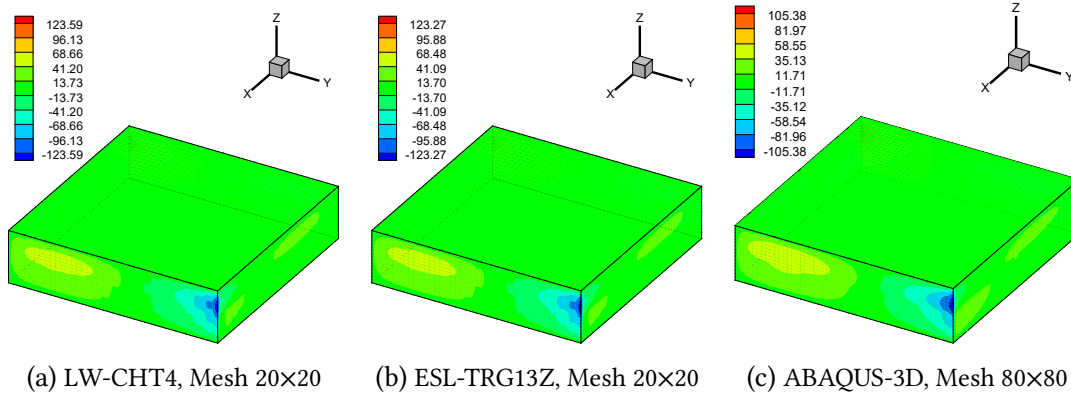 123.59
96.13
68.66
41.20
13.73
-13.73
-41.20
-68.66
-96.13
-123.59
Z
Y
X
123.27
95.88
68.48
41.09
13.70
-13.70
-41.09
-68.48
-95.88
-123.27
Z
Y
X
105.38
81.97
58.55
35.13
11.71
-11.71
-35.12
-58.54
-81.96
-105.38
Z
Y
X
(a) LW-CHT4, Mesh 20×20
(b) ESL-TRG13Z, Mesh 20×20
(c) ABAQUS-3D, Mesh 80×80